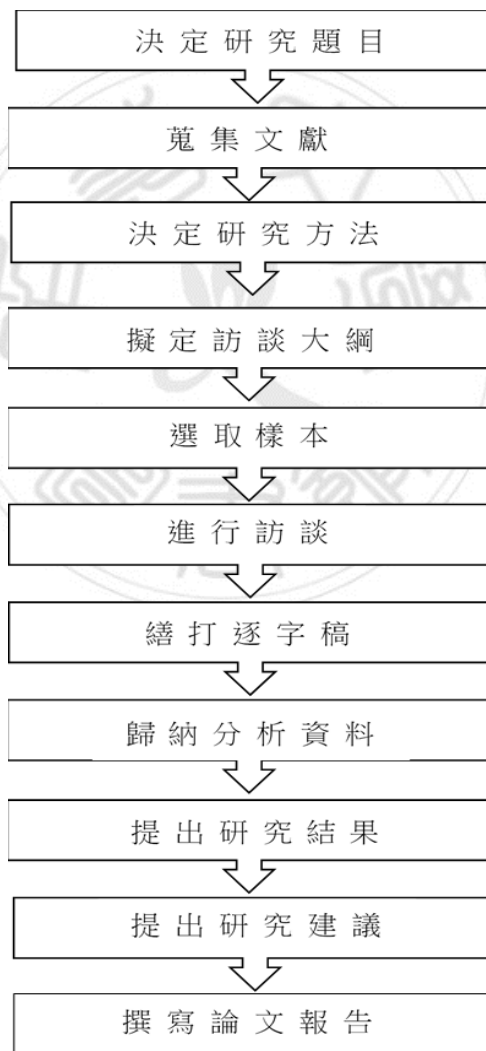 決定研究題目
蒐集文獻
決定研究方法
擬定訪談大綱
選取樣本
進行訪談
繕打逐字稿
歸納分析資料
提出研究結果
提出研究建議
撰寫論文報告